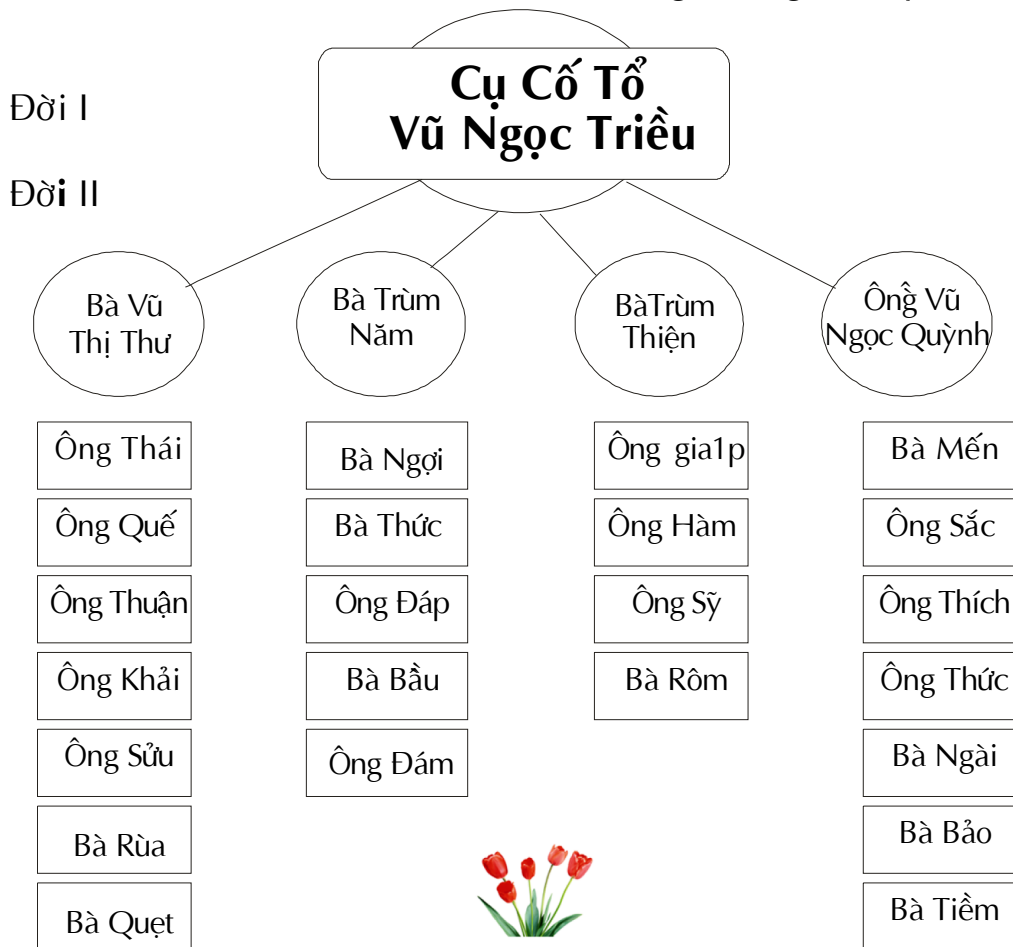 Cụ Cố Tổ
Vũ Ngọc Triều
Đời I
Đời II
Bà Vũ
Thị Thư
Bà Trùm
Năm
BàTrùm
Thiện
Ông Vũ
Ngọc Quỳnh
Ông Thái
Ông Quế
Ông Thuận
Ông Khải
Ông Sửu
Bà Rùa
Bà Quẹt
Bà Ngợi
Bà Thức
Ông Đáp
Bà Bầu
Ông Đám
Ông gia1p
Ông Hàm
Ông Sỹ
Bà Rôm
Bà Mến
Ông Sắc
Ông Thích
Ông Thức
Bà Ngài
Bà Bảo
Bà Tiềm